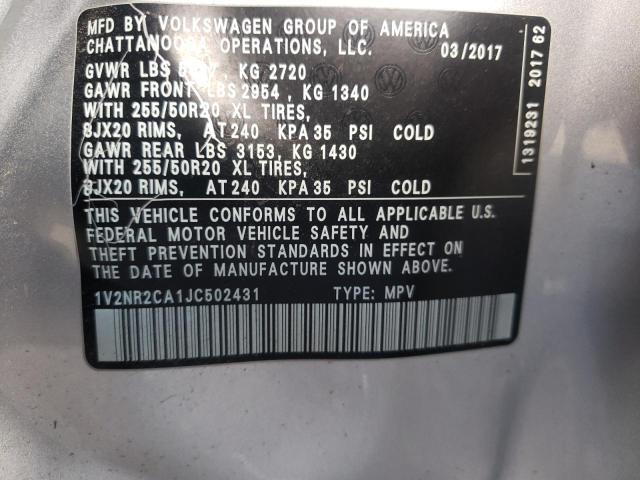 MFD BY VOLKSWAGEN GROUP OF AMERICA
CHATTANOOGA OPERATIONS, LLC. 03/2017
GVWR LBS KG 2720
GAWR FRONT LBS 2954 , KG 1340
WITH 255/50R20 XL TIRES,
8JX20 RIMS, AT 240 KPA 35 PSI COLD
GAWR REAR LBS 3153, KG 1430
WITH 255/50R20 XL TIRES,
8JX20 RIMS, AT 240 KPA 35 PSI COLD
THIS VEHICLE CONFORMS TO ALL APPLICABLE U.S.
FEDERAL MOTOR VEHICLE SAFETY AND
THEFT PREVENTION STANDARDS IN EFFECT ON
THE DATE OF MANUFACTURE SHOWN ABOVE.
1V2NR2CA1JC502431 TYPE: MPV
1319231 2017 62